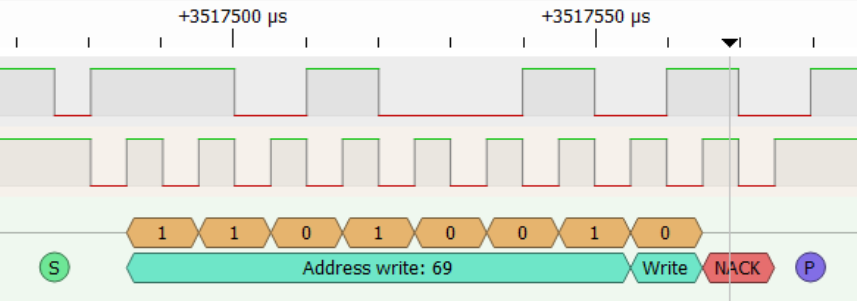 +3517500 µs +3517550 µs
1 1 0 1 0 0 1 0
S Address write: 69 Write NACK P